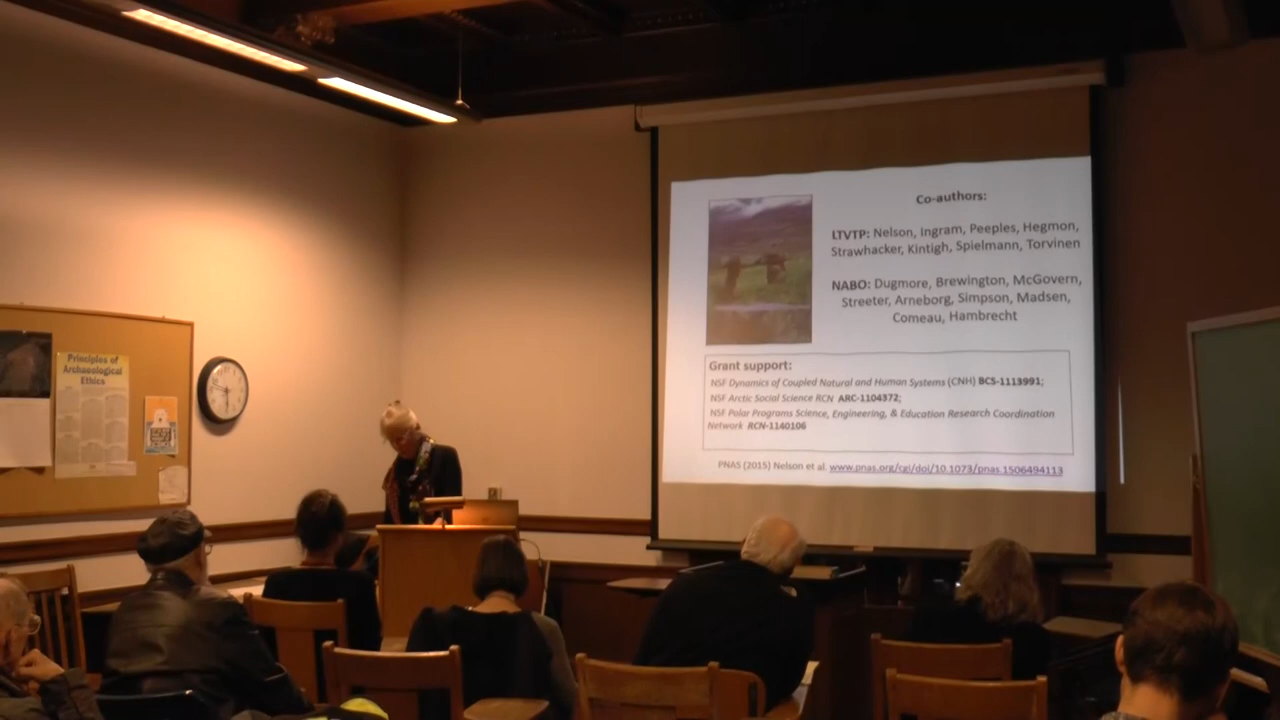 Principles of
Archaeological
Ethics
Co-authors:
LTVTP: Nelson, Ingram, Peeples, Hegmon,
Strawhacker, Kintigh, Spielmann, Torvinen
NABO: Dugmore, Brewington, McGovern,
Streeter, Arneborg, Simpson, Madsen,
Comeau, Hambrecht
Grant support:
NSF Dynamics of Coupled Natural and Human Systems (CNH) BCS-1113991;
NSF Arctic Social Science RCN ARC-1104372;
NSF Polar Programs Science, Engineering, & Education Research Coordination
Network RCN-1140106
PNAS (2015) Nelson et al. www.pnas.org/cgi/doi/10.1073/pnas.1506494113